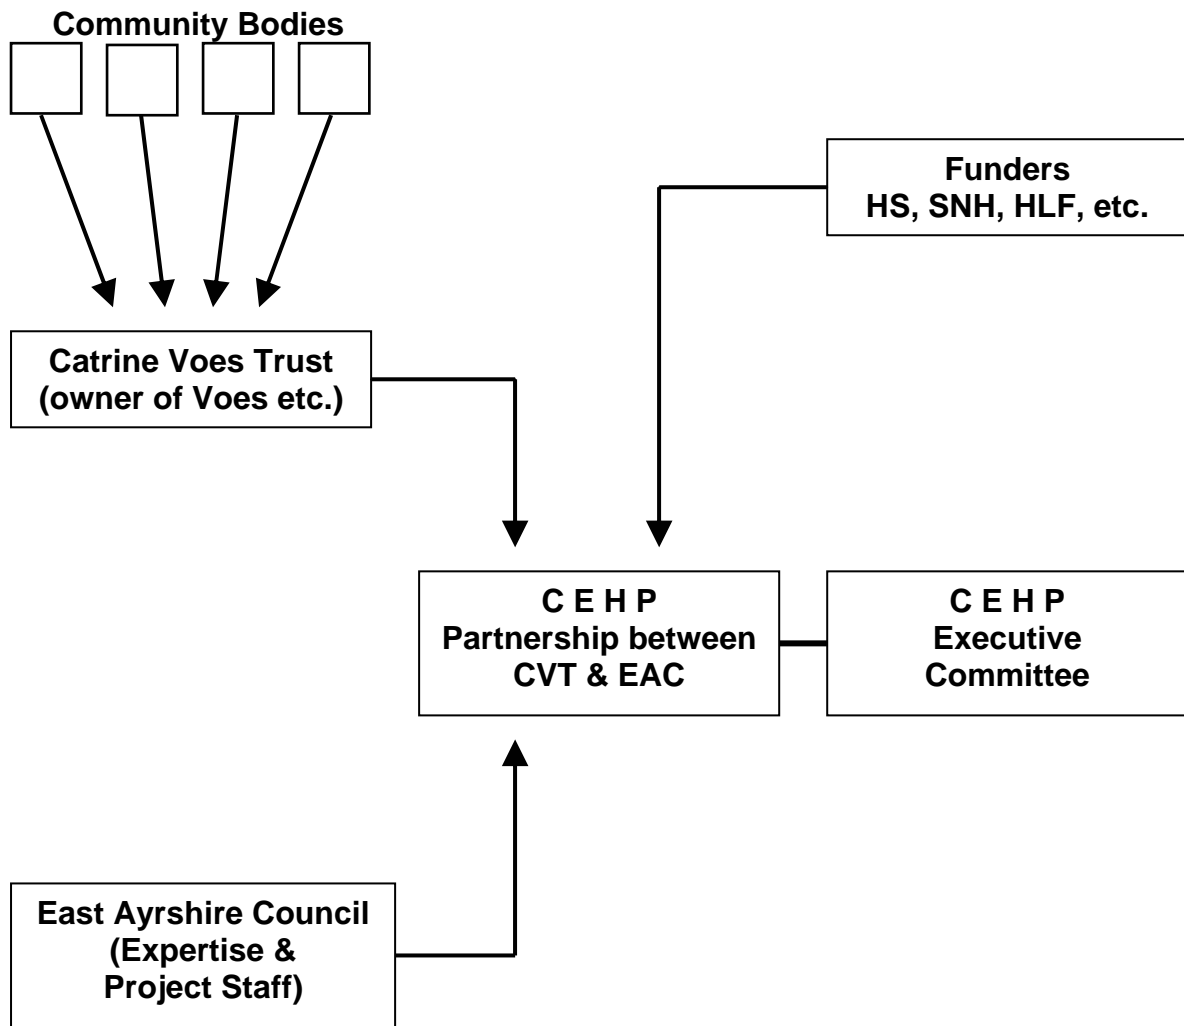 Community Bodies
Funders
HS, SNH, HLF, etc.
Catrine Voes Trust
(owner of Voes etc.)
C E H P
Partnership between
CVT & EAC
C E H P
Executive
Committee
East Ayrshire Council
(Expertise &
Project Staff)